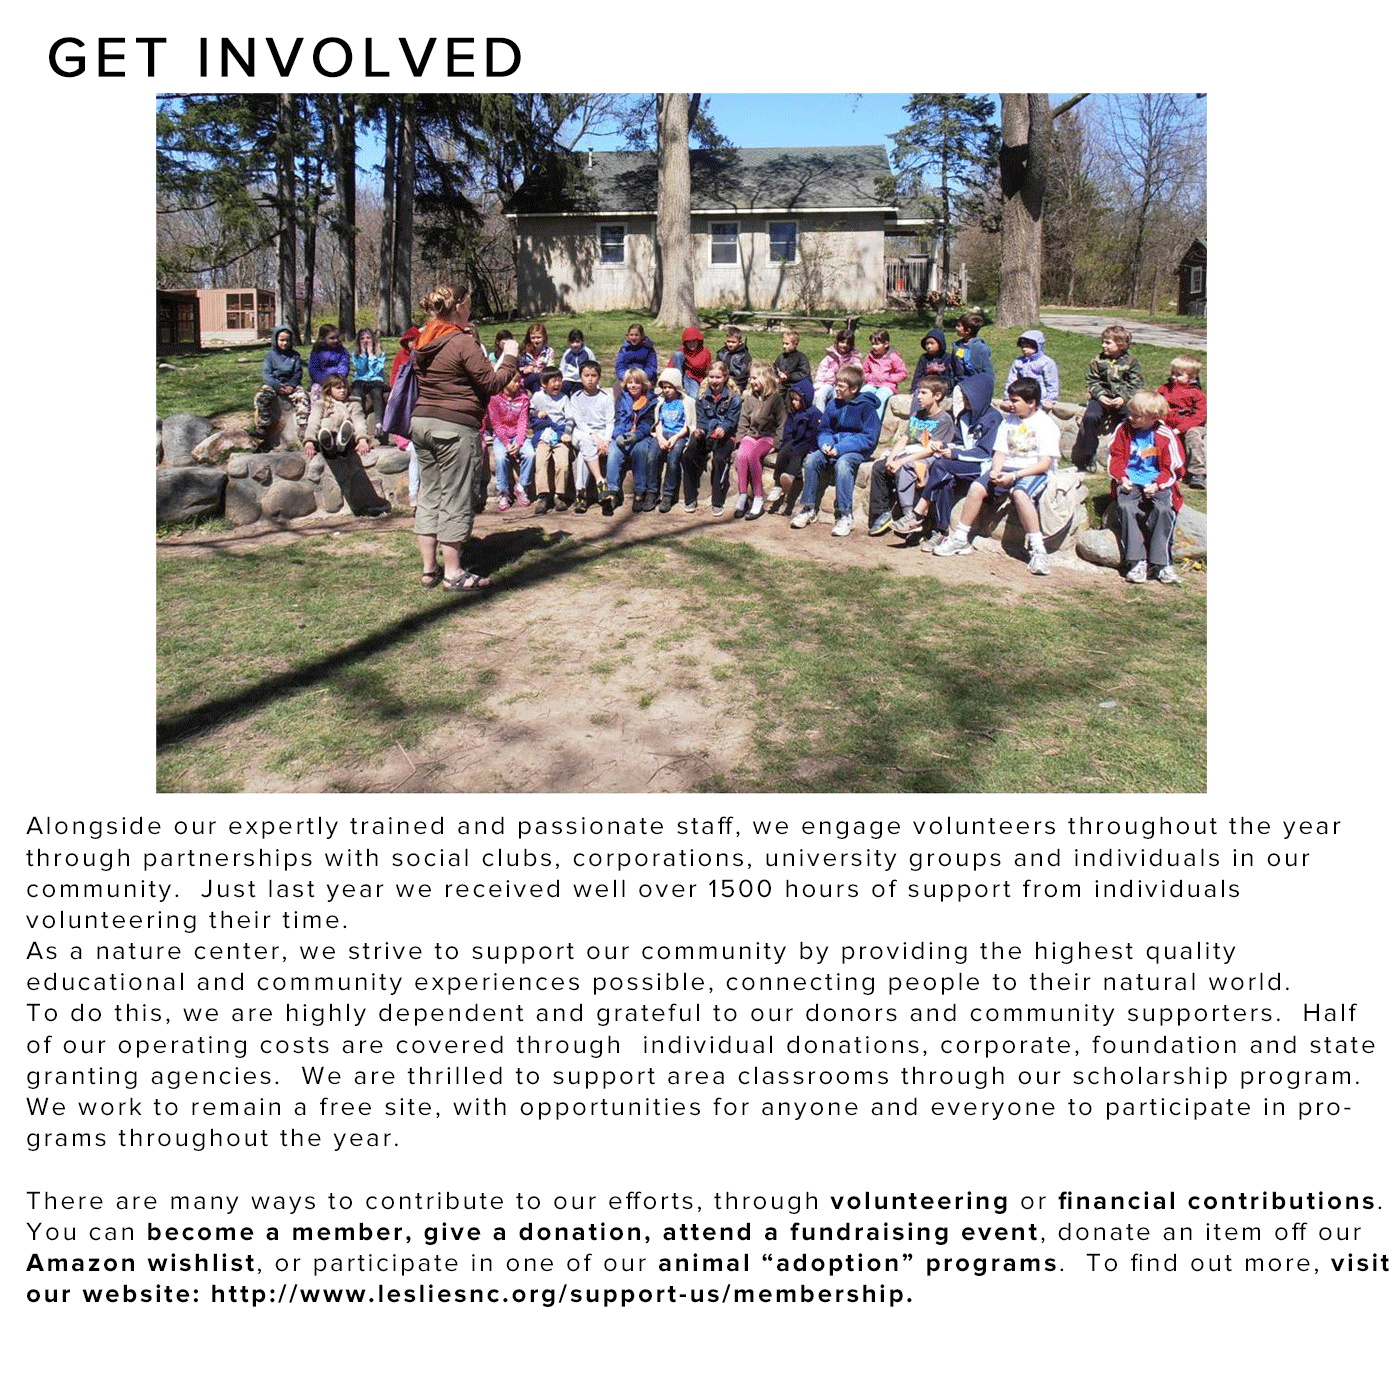 GET INVOLVED
Alongside our expertly trained and passionate staff, we engage volunteers throughout the year
through partnerships with social clubs, corporations, university groups and individuals in our
community.  Just last year we received well over 1500 hours of support from individuals
volunteering their time.
As a nature center, we strive to support our community by providing the highest quality
educational and community experiences possible, connecting people to their natural world.
To do this, we are highly dependent and grateful to our donors and community supporters.  Half
of our operating costs are covered through  individual donations, corporate, foundation and state
granting agencies.  We are thrilled to support area classrooms through our scholarship program.
We work to remain a free site, with opportunities for anyone and everyone to participate in pro-
grams throughout the year.
There are many ways to contribute to our efforts, through volunteering or financial contributions.
You can become a member, give a donation, attend a fundraising event, donate an item off our
Amazon wishlist, or participate in one of our animal “adoption” programs.  To find out more, visit
our website: http://www.lesliesnc.org/support-us/membership.